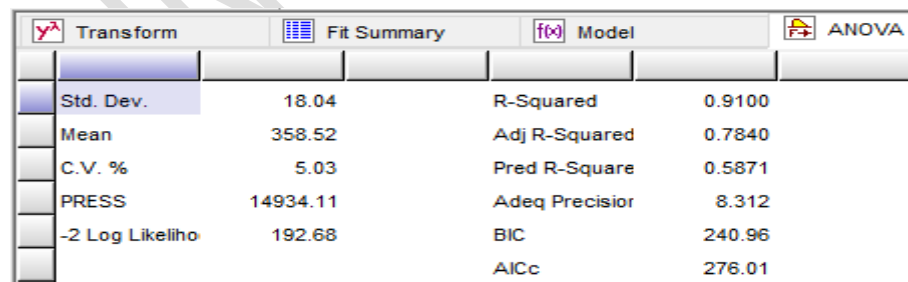 Transform Fit Summary f(x) Model ANOVA
Std. Dev. 18.04 R-Squared 0.9100
Mean 358.52 Adj R-Squared 0.7840
C.V. % 5.03 Pred R-Square 0.5871
PRESS 14934.11 Adeq Precisior 8.312
-2 Log Likeliho 192.68 BIC 240.96
AICc 276.01